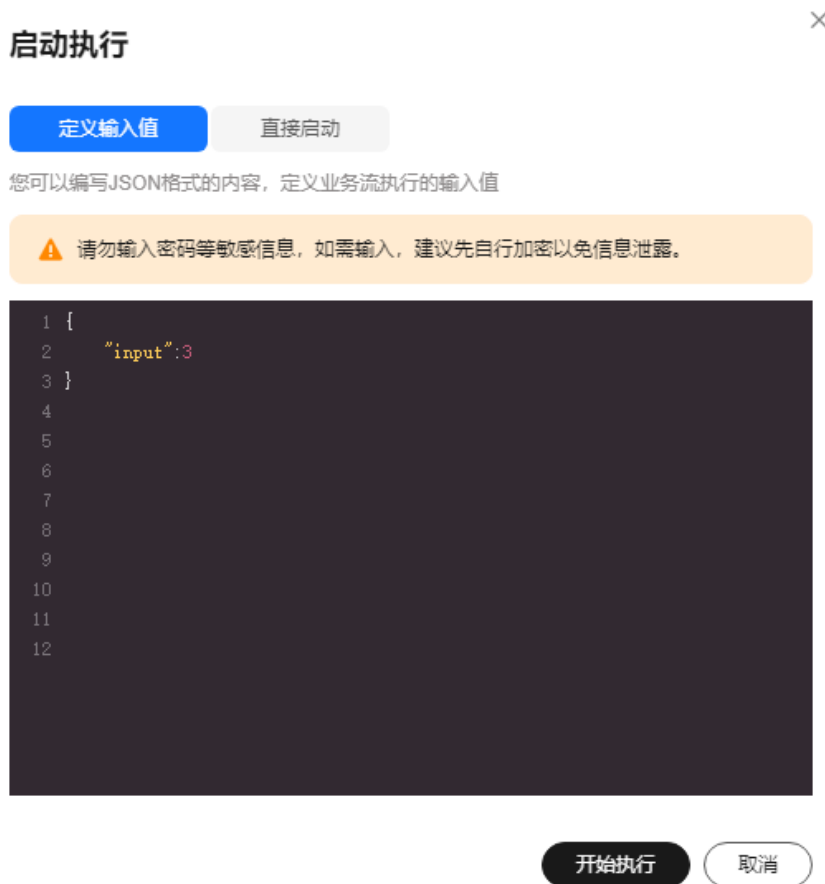 启动执行
定义输入值 直接启动
您可以编写JSON格式的内容，定义业务流执行的输入值
请勿输入密码等敏感信息，如需输入，建议先自行加密以免信息泄露。
1 {
2 "input":3
3 }
4
5
6
7
8
9
10
11
12
开始执行 取消